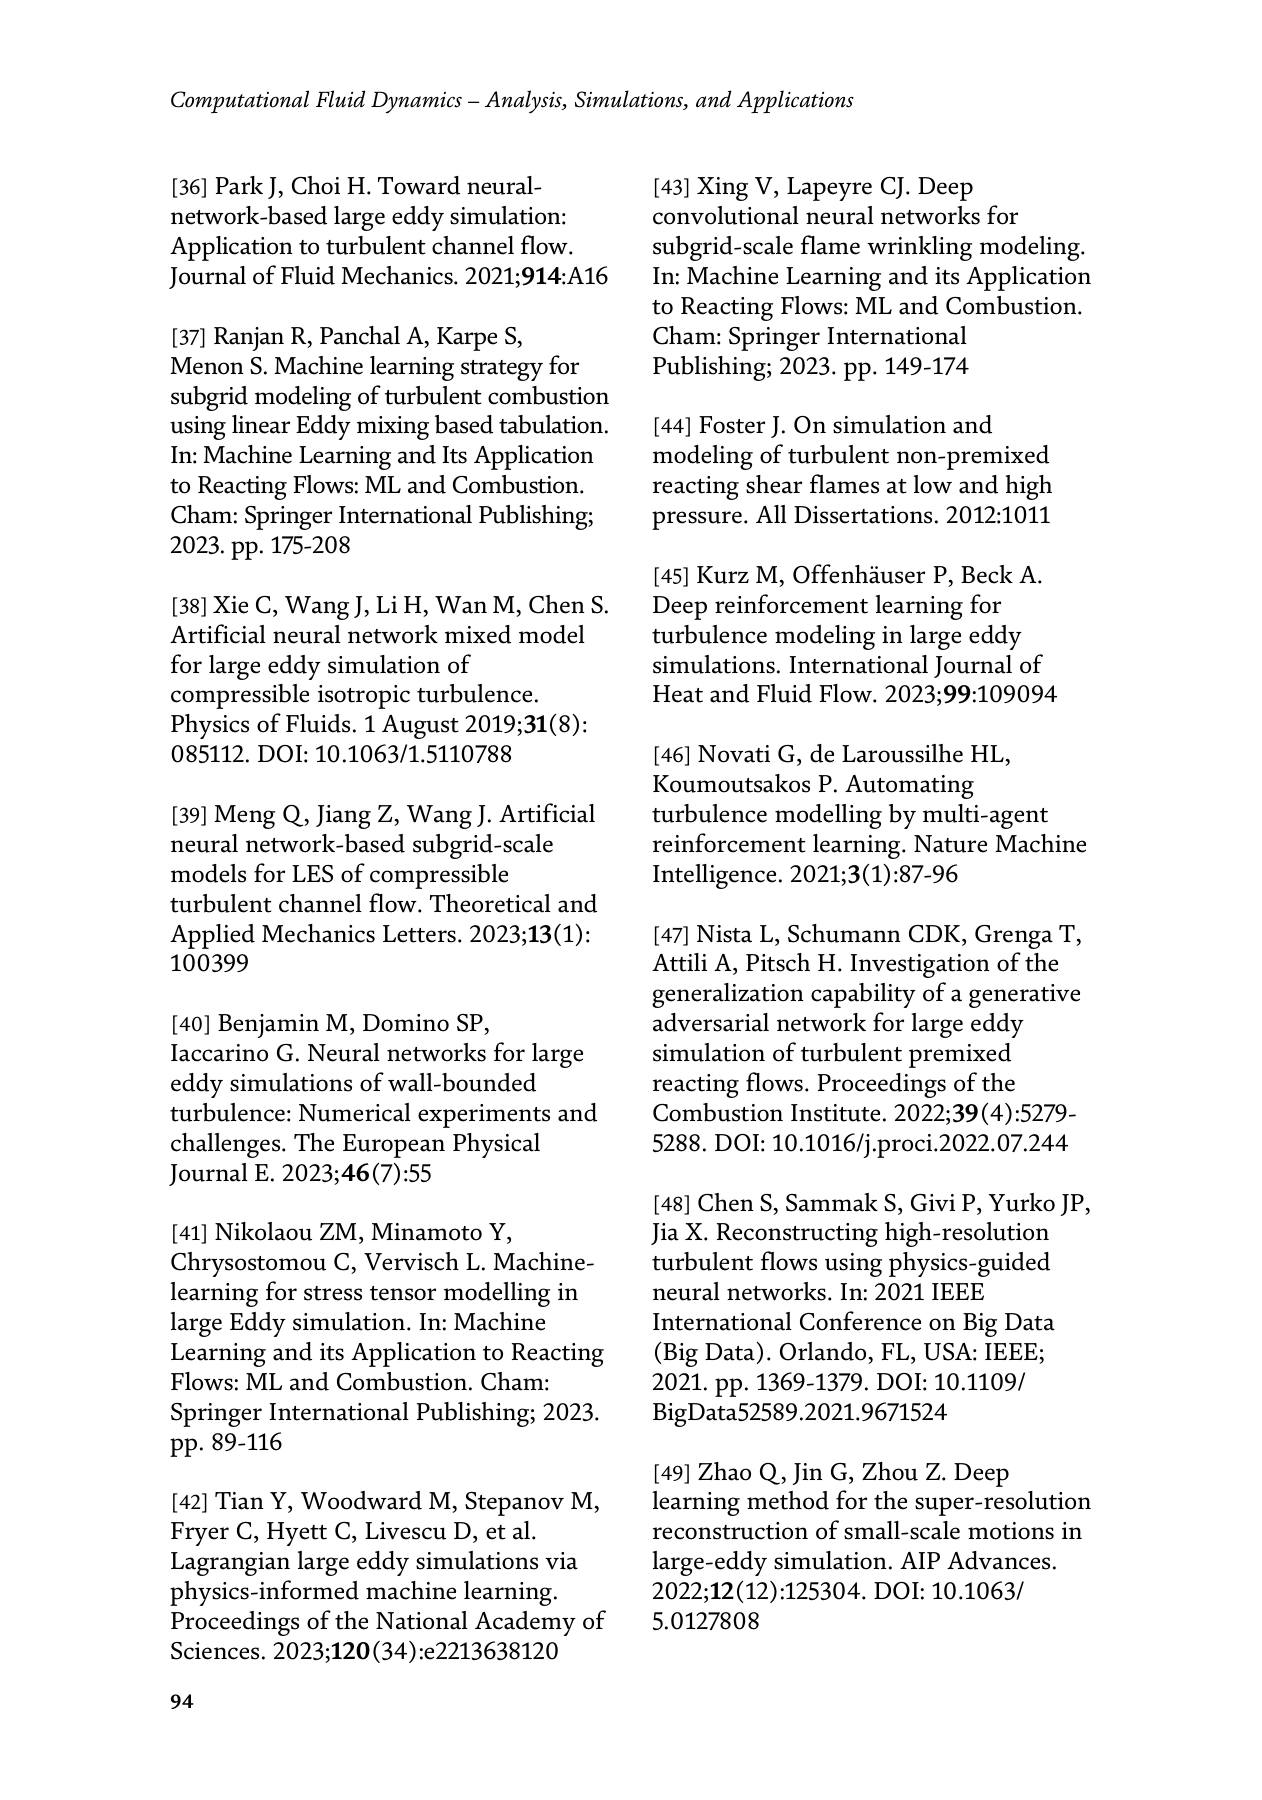 Computational Fluid Dynamics – Analysis, Simulations, and Applications
[36] Park J, Choi H. Toward neural-
network-based large eddy simulation:
Application to turbulent channel flow.
Journal of Fluid Mechanics. 2021;914:A16
[37] Ranjan R, Panchal A, Karpe S,
Menon S. Machine learning strategy for
subgrid modeling of turbulent combustion
using linear Eddy mixing based tabulation.
In: Machine Learning and Its Application
to Reacting Flows: ML and Combustion.
Cham: Springer International Publishing;
2023. pp. 175-208
[38] Xie C, Wang J, Li H, Wan M, Chen S.
Artificial neural network mixed model
for large eddy simulation of
compressible isotropic turbulence.
Physics of Fluids. 1 August 2019;31(8):
085112. DOI: 10.1063/1.5110788
[39] Meng Q, Jiang Z, Wang J. Artificial
neural network-based subgrid-scale
models for LES of compressible
turbulent channel flow. Theoretical and
Applied Mechanics Letters. 2023;13(1):
100399
[40] Benjamin M, Domino SP,
Iaccarino G. Neural networks for large
eddy simulations of wall-bounded
turbulence: Numerical experiments and
challenges. The European Physical
Journal E. 2023;46(7):55
[41] Nikolaou ZM, Minamoto Y,
Chrysostomou C, Vervisch L. Machine-
learning for stress tensor modelling in
large Eddy simulation. In: Machine
Learning and its Application to Reacting
Flows: ML and Combustion. Cham:
Springer International Publishing; 2023.
pp. 89-116
[42] Tian Y, Woodward M, Stepanov M,
Fryer C, Hyett C, Livescu D, et al.
Lagrangian large eddy simulations via
physics-informed machine learning.
Proceedings of the National Academy of
Sciences. 2023;120(34):e2213638120
[43] Xing V, Lapeyre CJ. Deep
convolutional neural networks for
subgrid-scale flame wrinkling modeling.
In: Machine Learning and its Application
to Reacting Flows: ML and Combustion.
Cham: Springer International
Publishing; 2023. pp. 149-174
[44] Foster J. On simulation and
modeling of turbulent non-premixed
reacting shear flames at low and high
pressure. All Dissertations. 2012:1011
[45] Kurz M, Offenhäuser P, Beck A.
Deep reinforcement learning for
turbulence modeling in large eddy
simulations. International Journal of
Heat and Fluid Flow. 2023;99:109094
[46] Novati G, de Laroussilhe HL,
Koumoutsakos P. Automating
turbulence modelling by multi-agent
reinforcement learning. Nature Machine
Intelligence. 2021;3(1):87-96
[47] Nista L, Schumann CDK, Grenga T,
Attili A, Pitsch H. Investigation of the
generalization capability of a generative
adversarial network for large eddy
simulation of turbulent premixed
reacting flows. Proceedings of the
Combustion Institute. 2022;39(4):5279-
5288. DOI: 10.1016/j.proci.2022.07.244
[48] Chen S, Sammak S, Givi P, Yurko JP,
Jia X. Reconstructing high-resolution
turbulent flows using physics-guided
neural networks. In: 2021 IEEE
International Conference on Big Data
(Big Data). Orlando, FL, USA: IEEE;
2021. pp. 1369-1379. DOI: 10.1109/
BigData52589.2021.9671524
[49] Zhao Q, Jin G, Zhou Z. Deep
learning method for the super-resolution
reconstruction of small-scale motions in
large-eddy simulation. AIP Advances.
2022;12(12):125304. DOI: 10.1063/
5.0127808
94